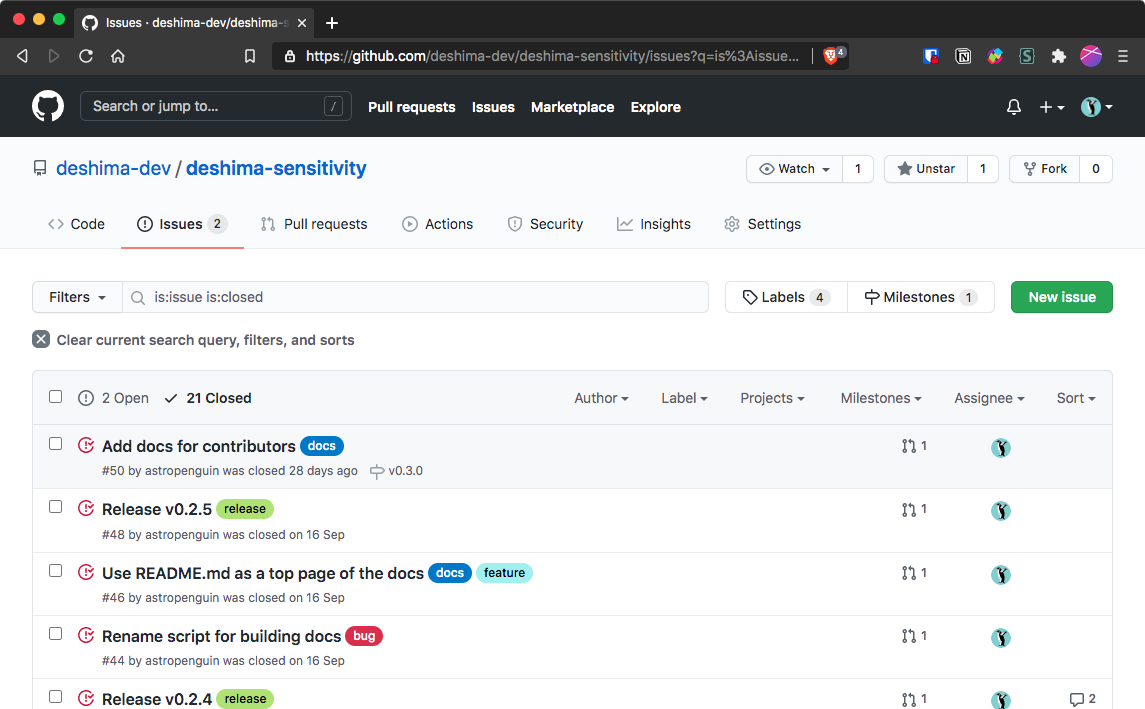 Issues · deshima-dev/deshima-s
https://github.com/deshima-dev/deshima-sensitivity/issues?q=is%3Aissue... 4
Search or jump to... / Pull requests Issues Marketplace Explore
deshima-dev / deshima-sensitivity Watch 1 Unstar 1 Fork 0
Code Issues 2 Pull requests Actions Security Insights Settings
Filters is:issue is:closed Labels 4 Milestones 1 New issue
Clear current search query, filters, and sorts
2 Open 21 Closed Author Label Projects Milestones Assignee Sort
Add docs for contributors docs 1
#50 by astropenguin was closed 28 days ago v0.3.0
Release v0.2.5 release 1
#48 by astropenguin was closed on 16 Sep
Use README.md as a top page of the docs docs feature 1
#46 by astropenguin was closed on 16 Sep
Rename script for building docs bug 1
#44 by astropenguin was closed on 16 Sep
Release v0.2.4 release 1 2